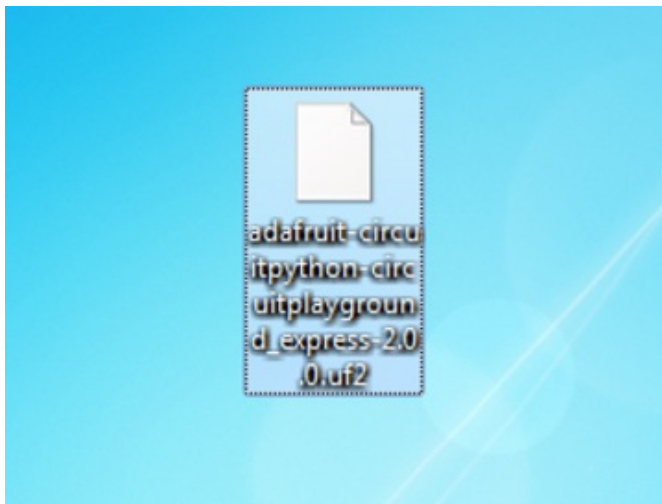 adafruit-circu
itpython-circ
uitplaygroun
d_express-2.0
.0.uf2